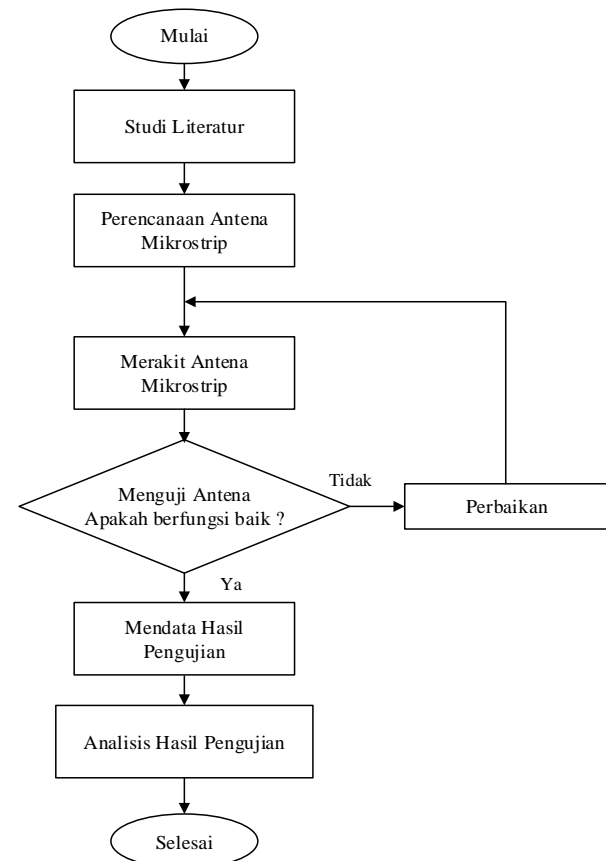 Mulai
Studi Literatur
Perencanaan Antena
Mikrostrip
Merakit Antena
Mikrostrip
Menguji Antena
Apakah berfungsi baik ?
Tidak
Perbaikan
Ya
Mendata Hasil
Pengujian
Analisis Hasil Pengujian
Selesai